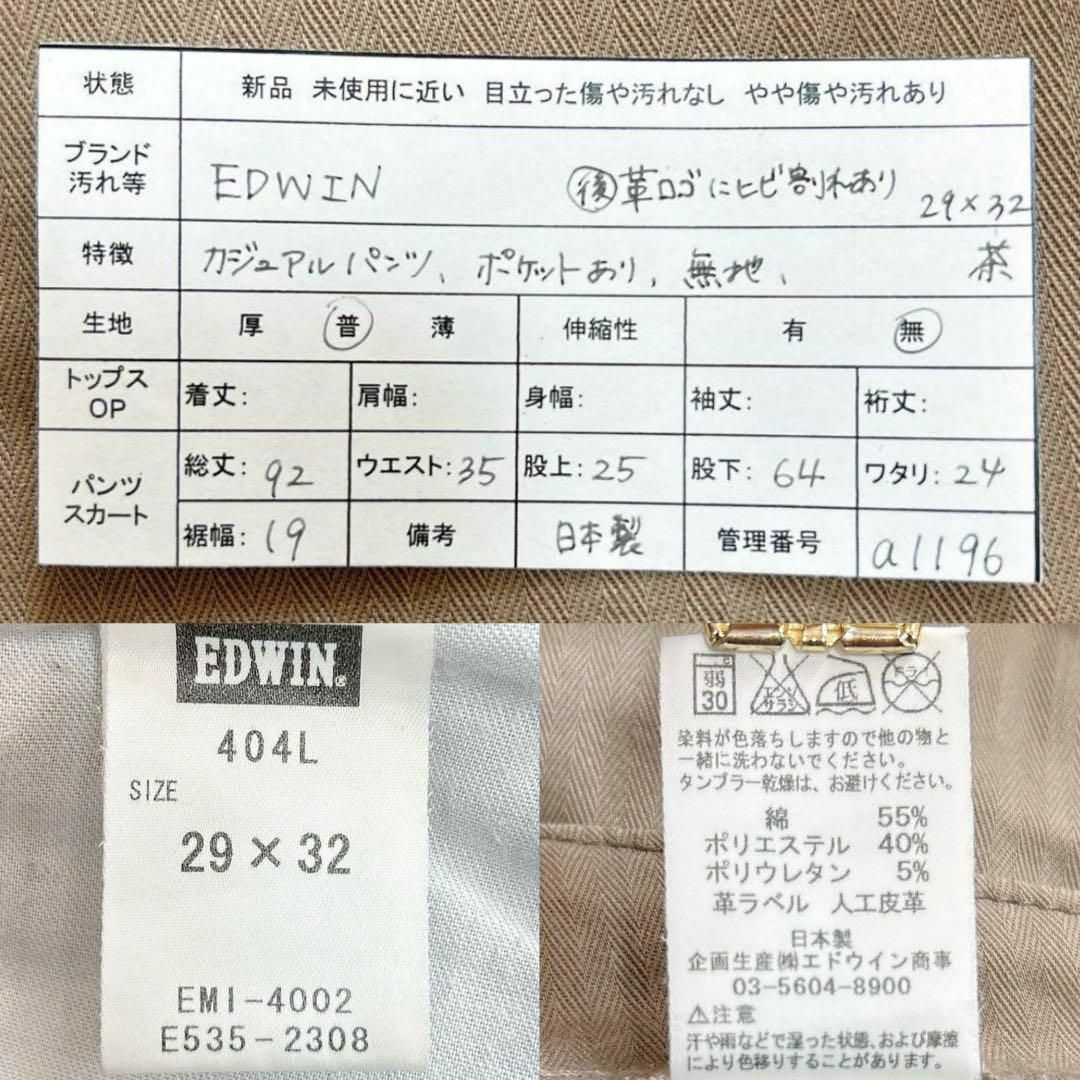 状態 新品 未使用に近い 目立った傷や汚れなし やや傷や汚れあり
ブランド
汚れ等 EDWIN 後 革ロゴにヒビ割れあり 29×32
特徴 カジュアルパンツ、ポケットあり、無地、 茶
生地 厚 普 薄 伸縮性 有 無
トップス
OP 着丈: 肩幅: 身幅: 袖丈: 裄丈:
パンツ
スカート 総丈: 92 ウエスト: 35 股上: 25 股下: 64 ワタリ: 24
裾幅: 19 備考 日本製 管理番号 a1196
EDWIN®
404L
SIZE
29×32
EMI-4002
E535-2308
弱
30
エンソ
サラシ
低
ドライ
染料が色落ちしますので他の物と
一緒に洗わないでください。
タンブラー乾燥は、お避けください。
綿 55%
ポリエステル 40%
ポリウレタン 5%
革ラベル 人工皮革
日本製
企画生産㈱エドウイン商事
03-5604-8900
⚠注意
汗や雨などで湿った状態、および摩擦
により色移りすることがあります。